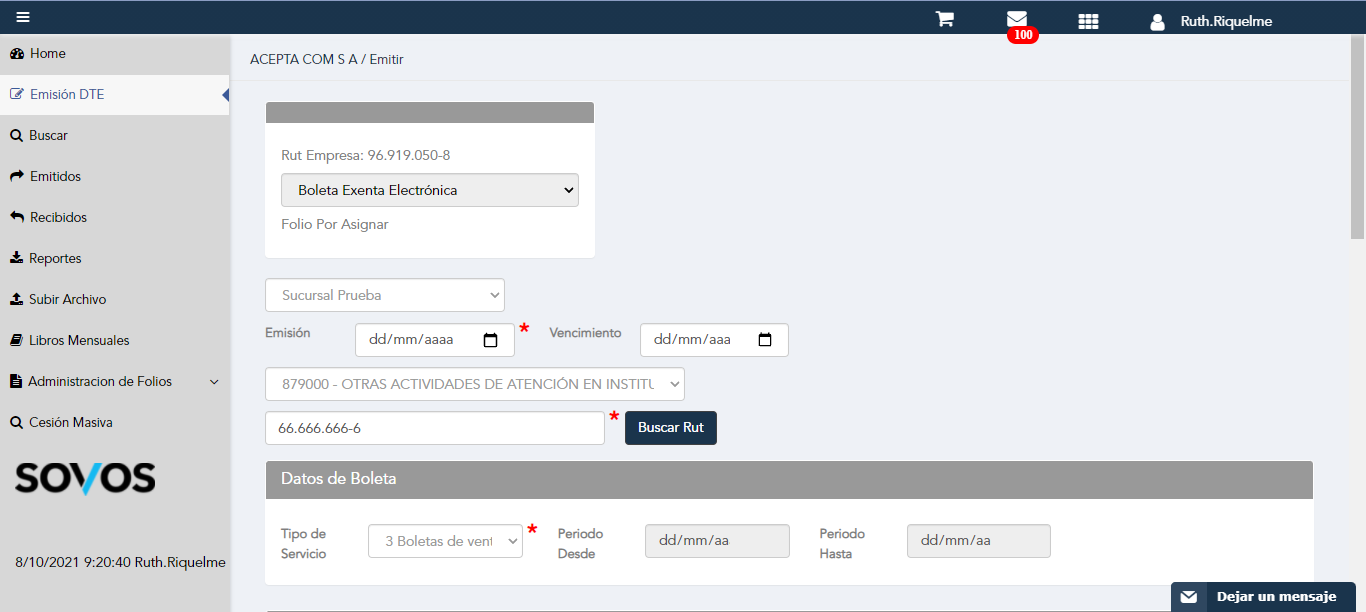 100
Ruth.Riquelme
Home
Emisión DTE
Buscar
Emitidos
Recibidos
Reportes
Subir Archivo
Libros Mensuales
Administracion de Folios
Cesión Masiva
SOVOS
8/10/2021 9:20:40 Ruth.Riquelme
ACEPTA COM S A / Emitir
Rut Empresa: 96.919.050-8
Boleta Exenta Electrónica
Folio Por Asignar
Sucursal Prueba
Emisión dd/mm/aaaa * Vencimiento dd/mm/aaa
879000 - OTRAS ACTIVIDADES DE ATENCIÓN EN INSTITU
66.666.666-6 * Buscar Rut
Datos de Boleta
Tipo de Servicio
3 Boletas de vent *
Periodo Desde
dd/mm/aa
Periodo Hasta
dd/mm/aa
Dejar un mensaje